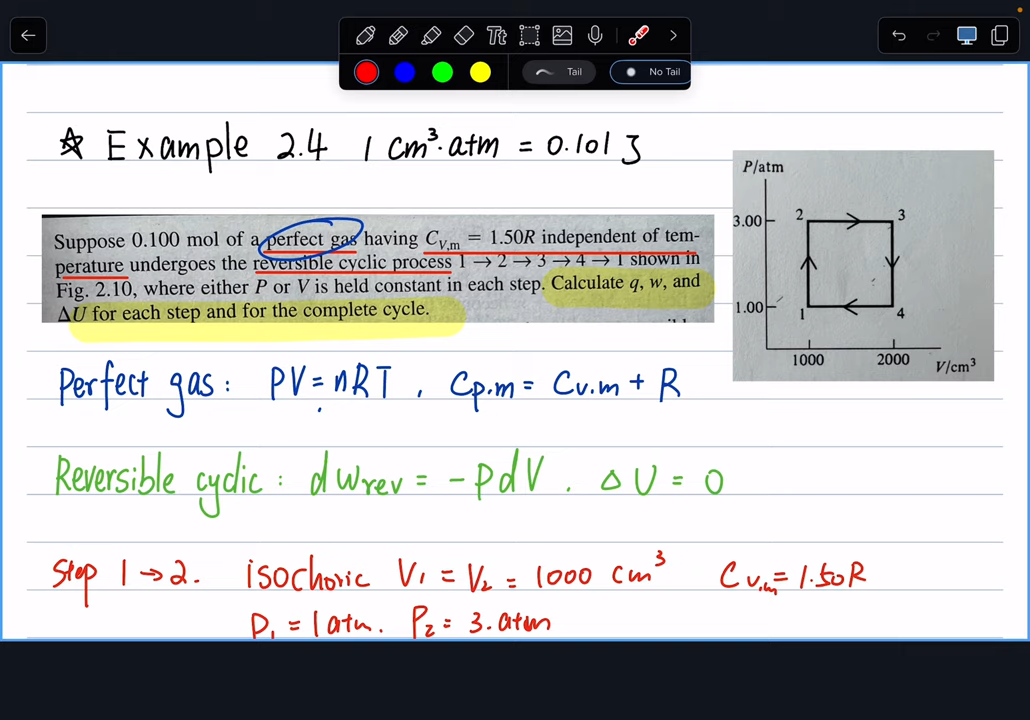 Tt
Tail
No Tail
☆ Example 2.4 1 cm³·atm = 0.101 J
Suppose 0.100 mol of a perfect gas having C_V,m = 1.50R independent of tem-
perature undergoes the reversible cyclic process 1 → 2 → 3 → 4 → 1 shown in
Fig. 2.10, where either P or V is held constant in each step. Calculate q, w, and
ΔU for each step and for the complete cycle.
P/atm
3.00
2
3
1.00
1
4
1000
2000
V/cm³
Perfect gas : PV = nRT , Cp.m = Cv.m + R
Reversible cyclic : dwrev = -PdV . ΔU = 0
Step 1 → 2. isochoric V₁ = V₂ = 1000 cm³ Cv.m = 1.50R
P₁ = 1 atm. P₂ = 3. atm